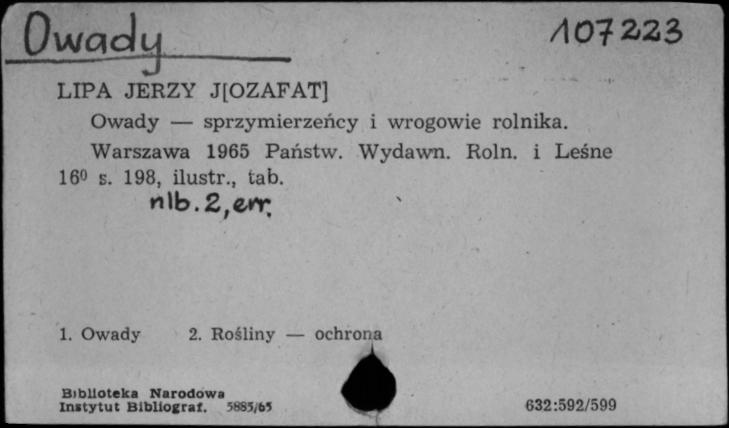 Owady 107223
LIPA JERZY J[OZAFAT]
Owady — sprzymierzeńcy i wrogowie rolnika.
Warszawa 1965 Państw. Wydawn. Roln. i Leśne
16⁰ s. 198, ilustr., tab.
nlb. 2, err.
1. Owady 2. Rośliny — ochrona
Biblioteka Narodowa
Instytut Bibliograf. 5885/65 632:592/599